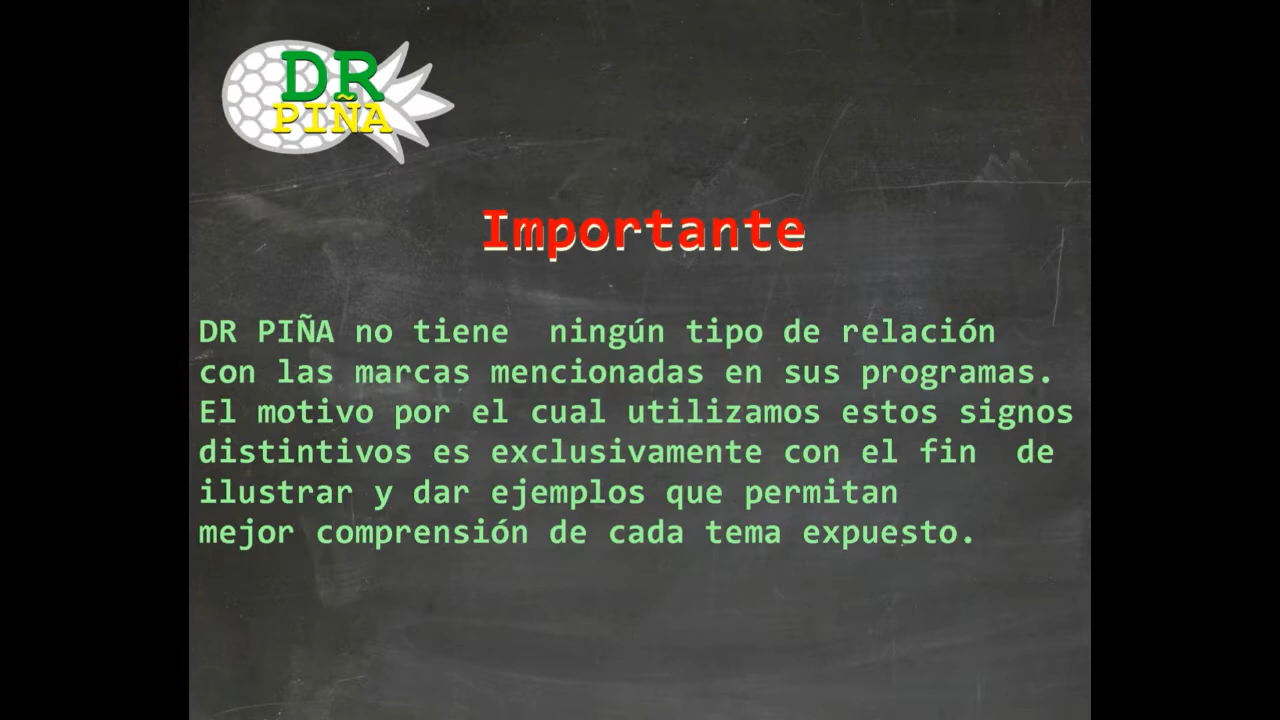 DR
PIÑA
Importante
DR PIÑA no tiene  ningún tipo de relación
con las marcas mencionadas en sus programas.
El motivo por el cual utilizamos estos signos
distintivos es exclusivamente con el fin  de
ilustrar y dar ejemplos que permitan
mejor comprensión de cada tema expuesto.